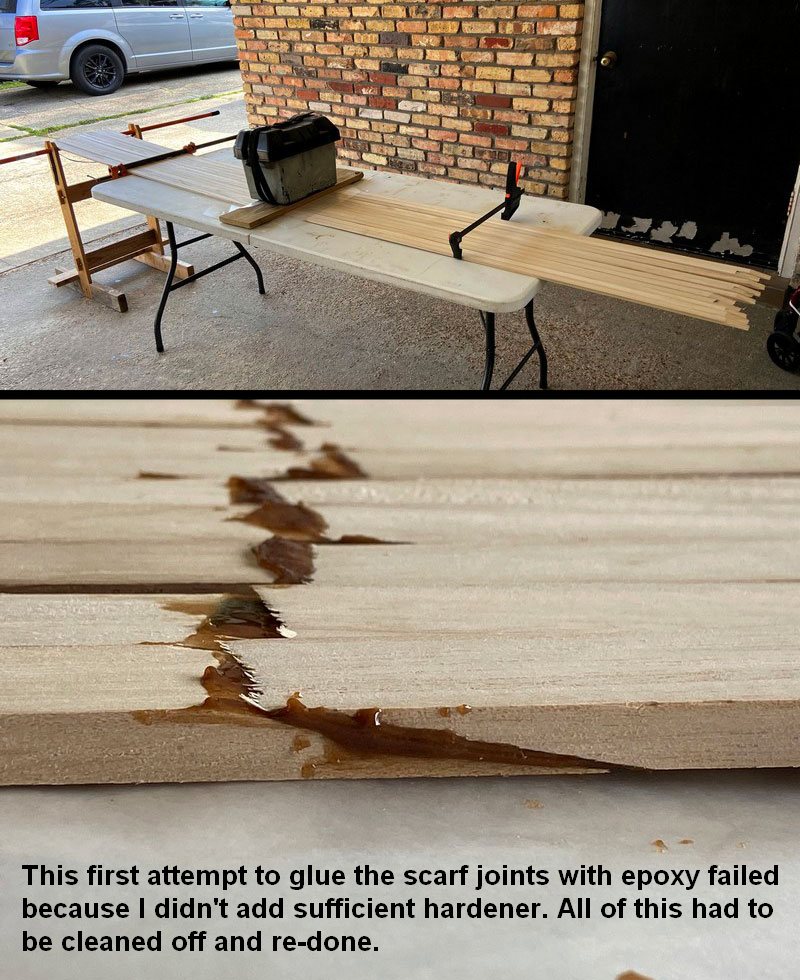 This first attempt to glue the scarf joints with epoxy failed
because I didn't add sufficient hardener. All of this had to
be cleaned off and re-done.